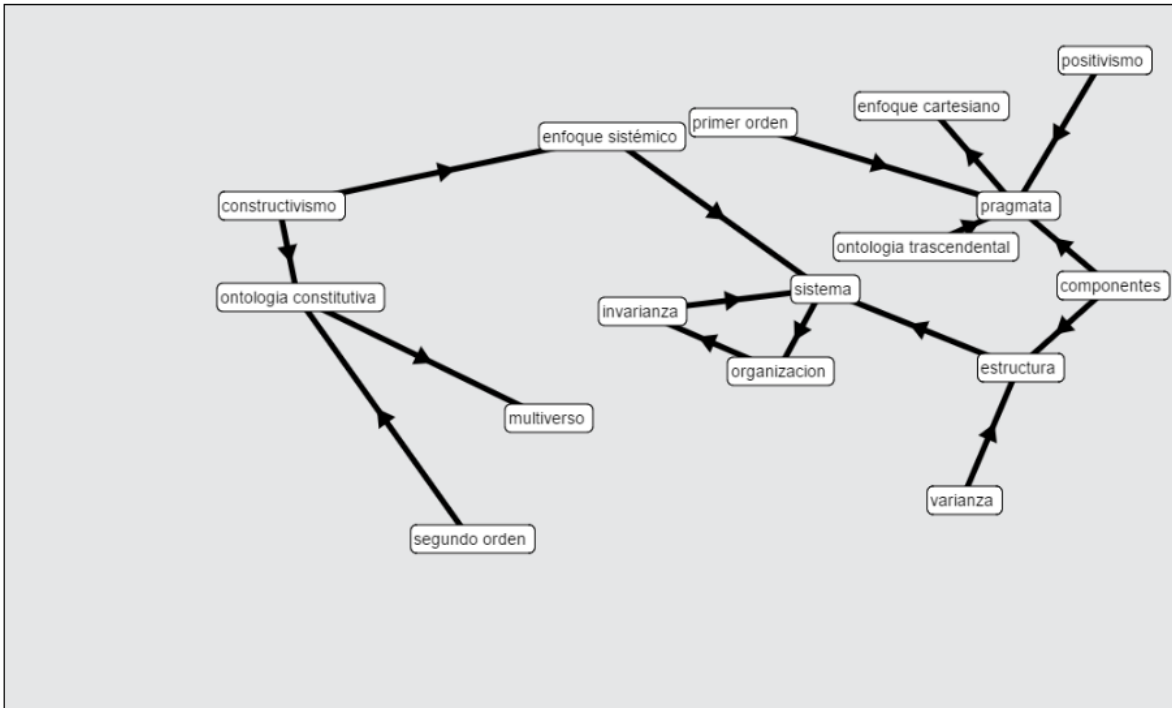 positivismo
enfoque cartesiano
primer orden
enfoque sistémico
constructivismo
pragmata
ontologia trascendental
componentes
sistema
ontologia constitutiva
invarianza
organizacion
estructura
multiverso
varianza
segundo orden